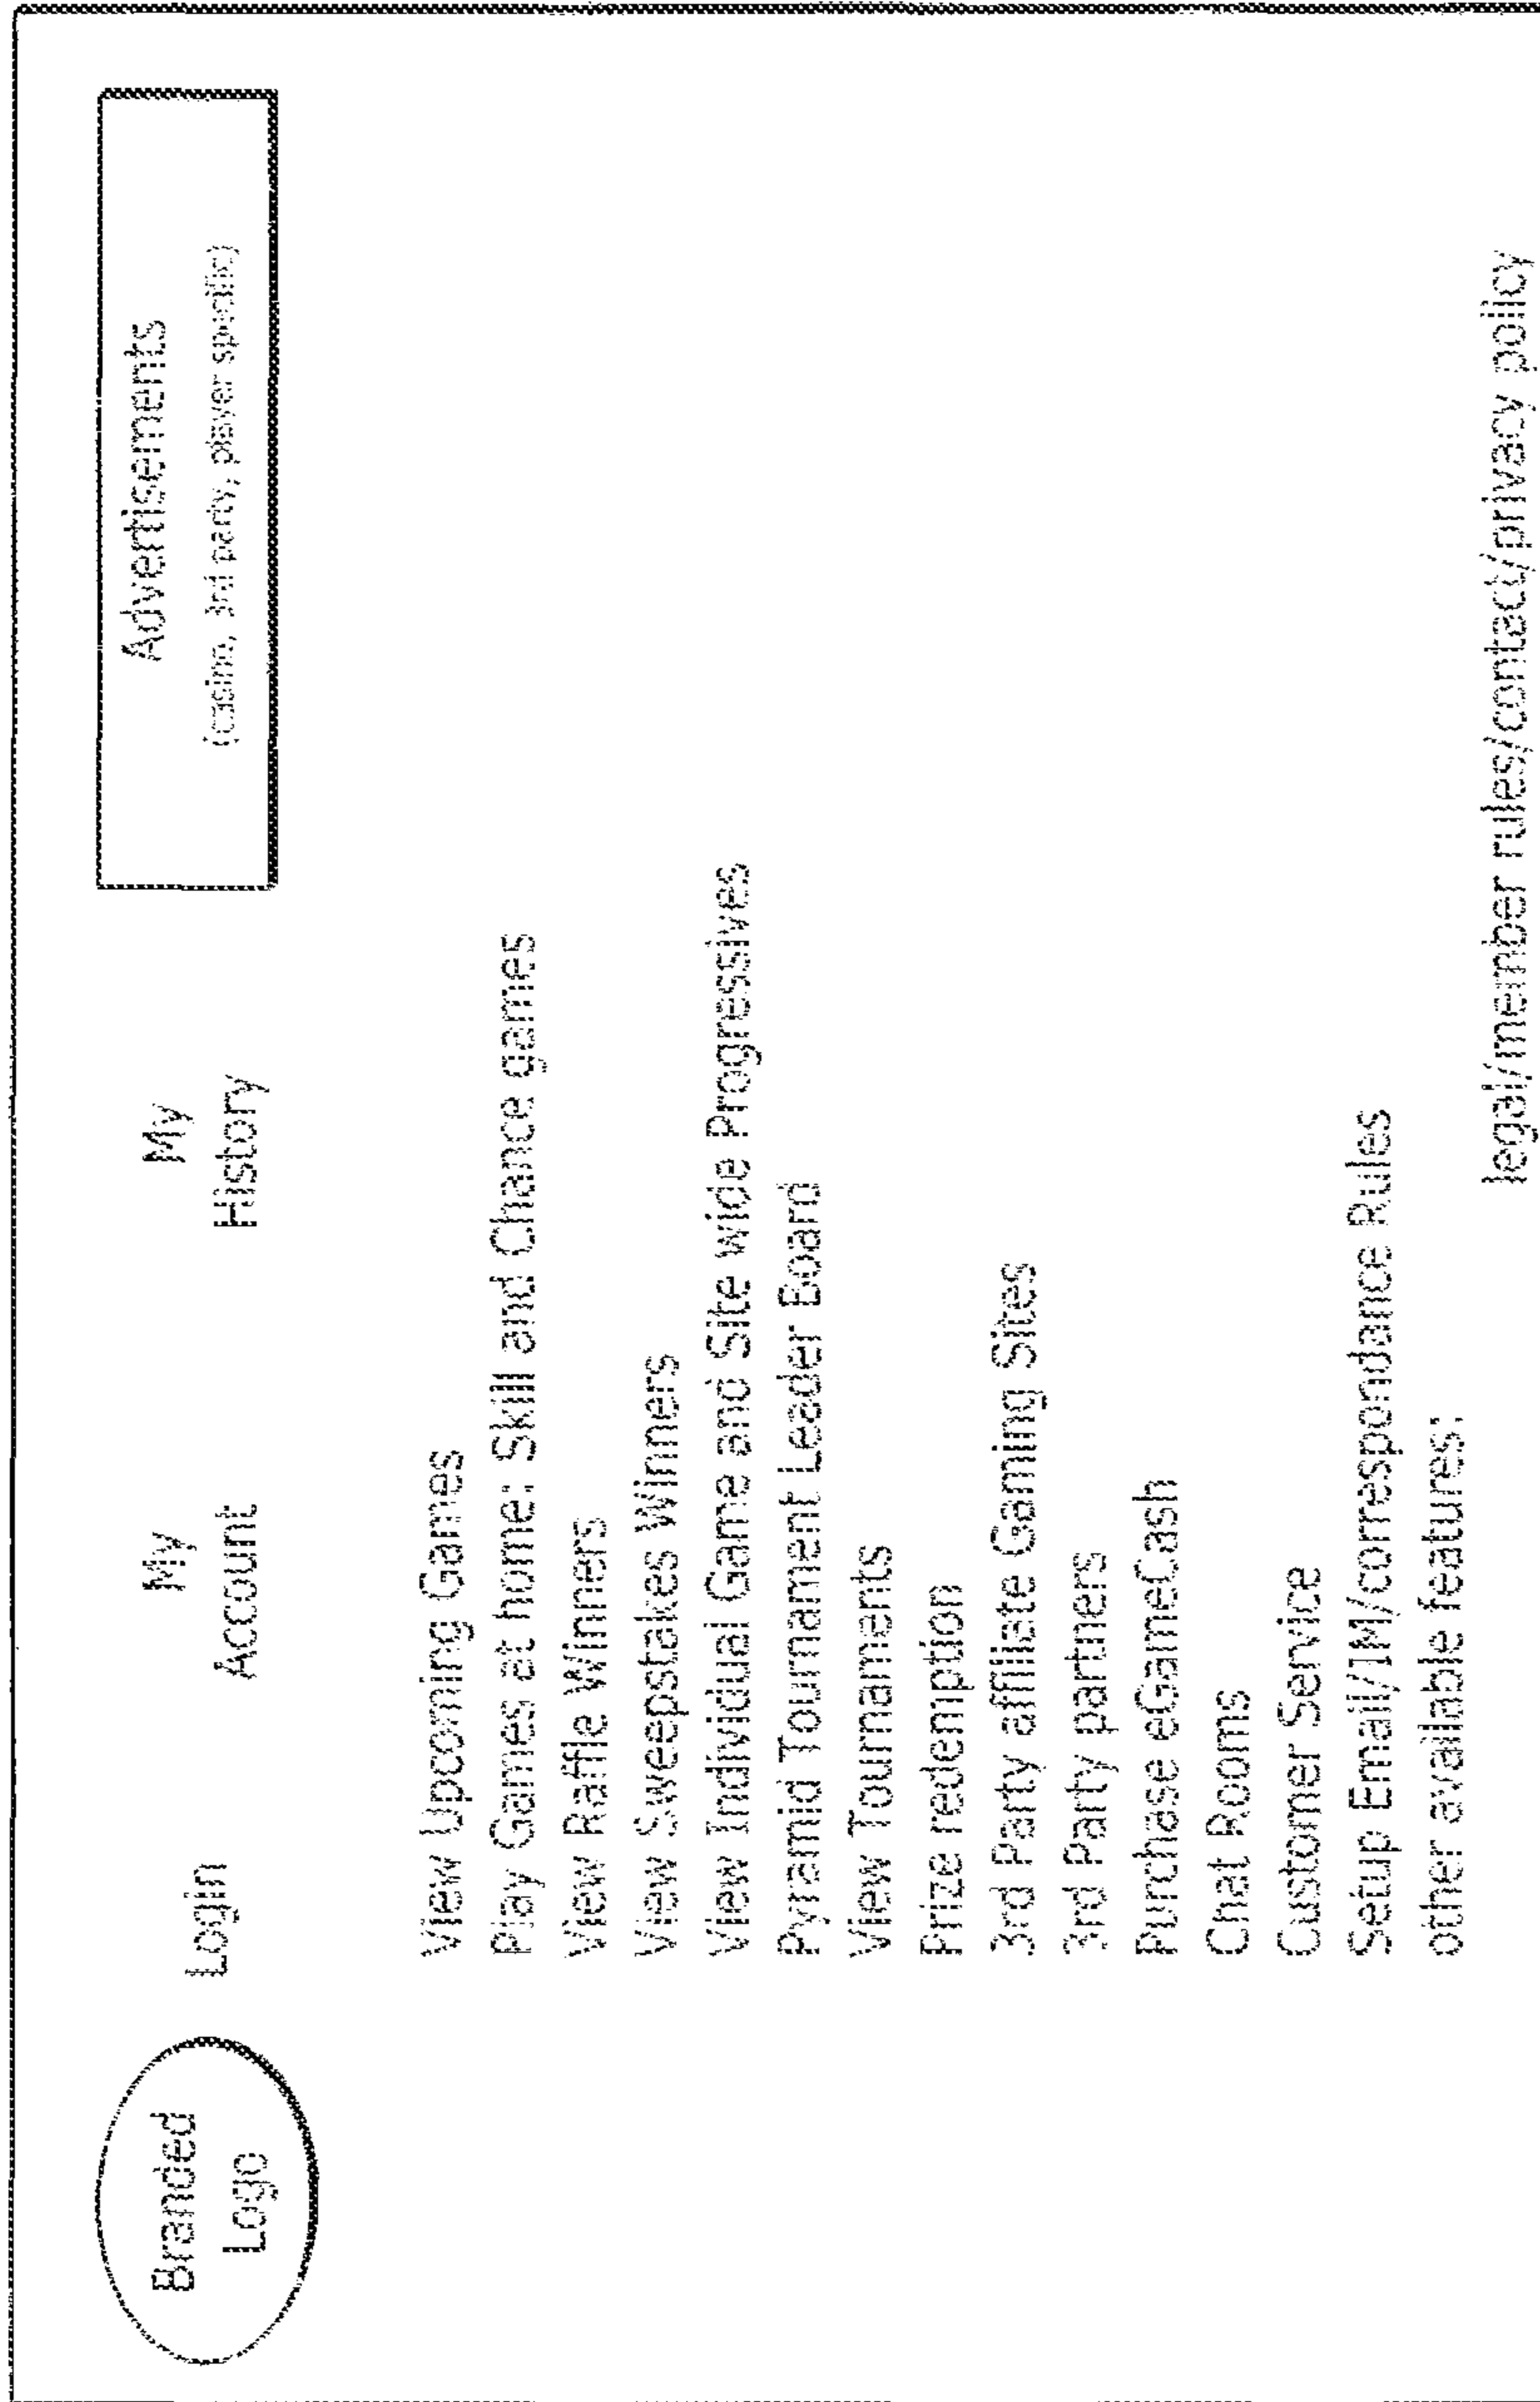 Branded
Logo
Login
My
Account
My
History
Advertisements
(casino, 3rd party, player specific)
View Upcoming Games
Play Games at home: Skill and Chance games
View Raffle Winners
View Sweepstakes Winners
View Individual Game and Site wide Progressives
Pyramid Tournament Leader Board
View Tournaments
Prize redemption
3rd Party affiliate Gaming Sites
3rd Party partners
Purchase eGameCash
Chat Rooms
Customer Service
Setup Email/IM/correspondance Rules
other available features:
legal/member rules/contact/privacy policy